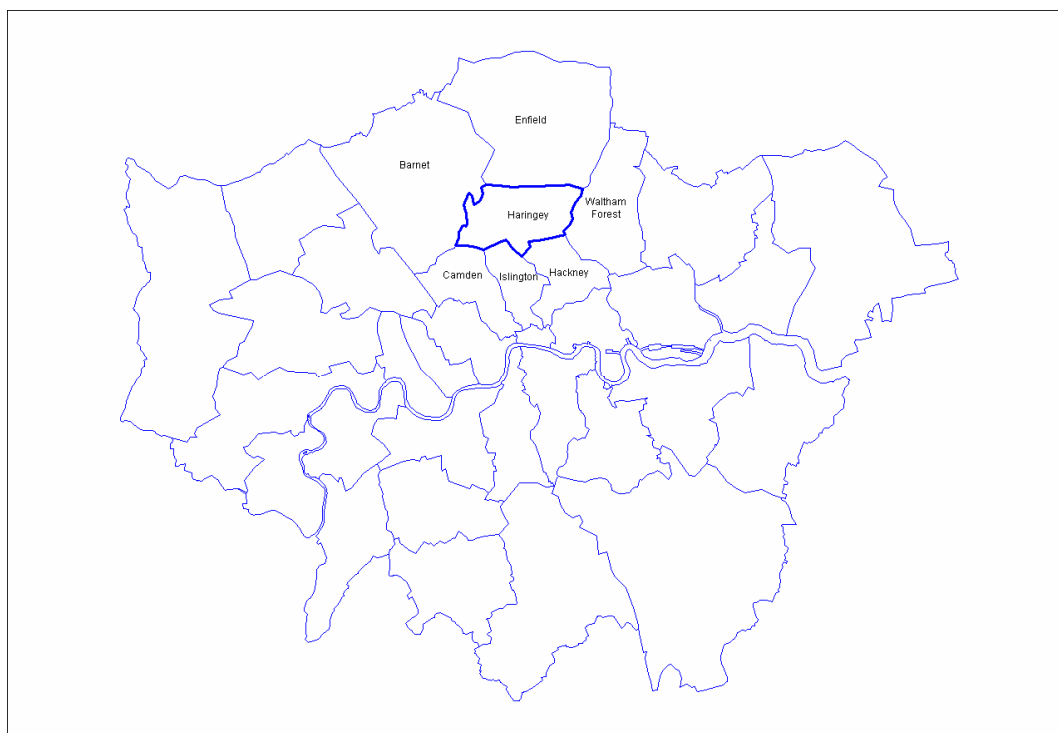 Enfield
Barnet
Waltham
Forest
Haringey
Camden
Islington
Hackney